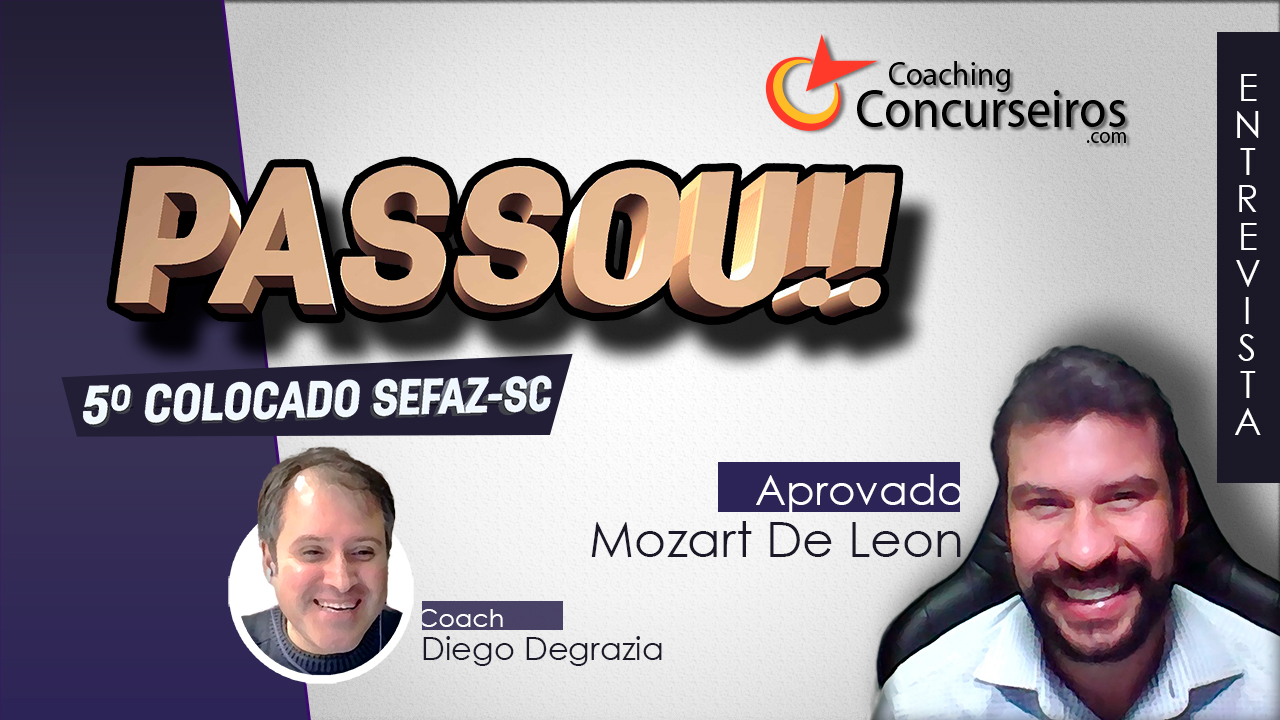 Coaching
Concurseiros
.com
ENTREVISTA
PASSOU!!
5º COLOCADO SEFAZ-SC
Aprovado
Mozart De Leon
Coach
Diego Degrazia